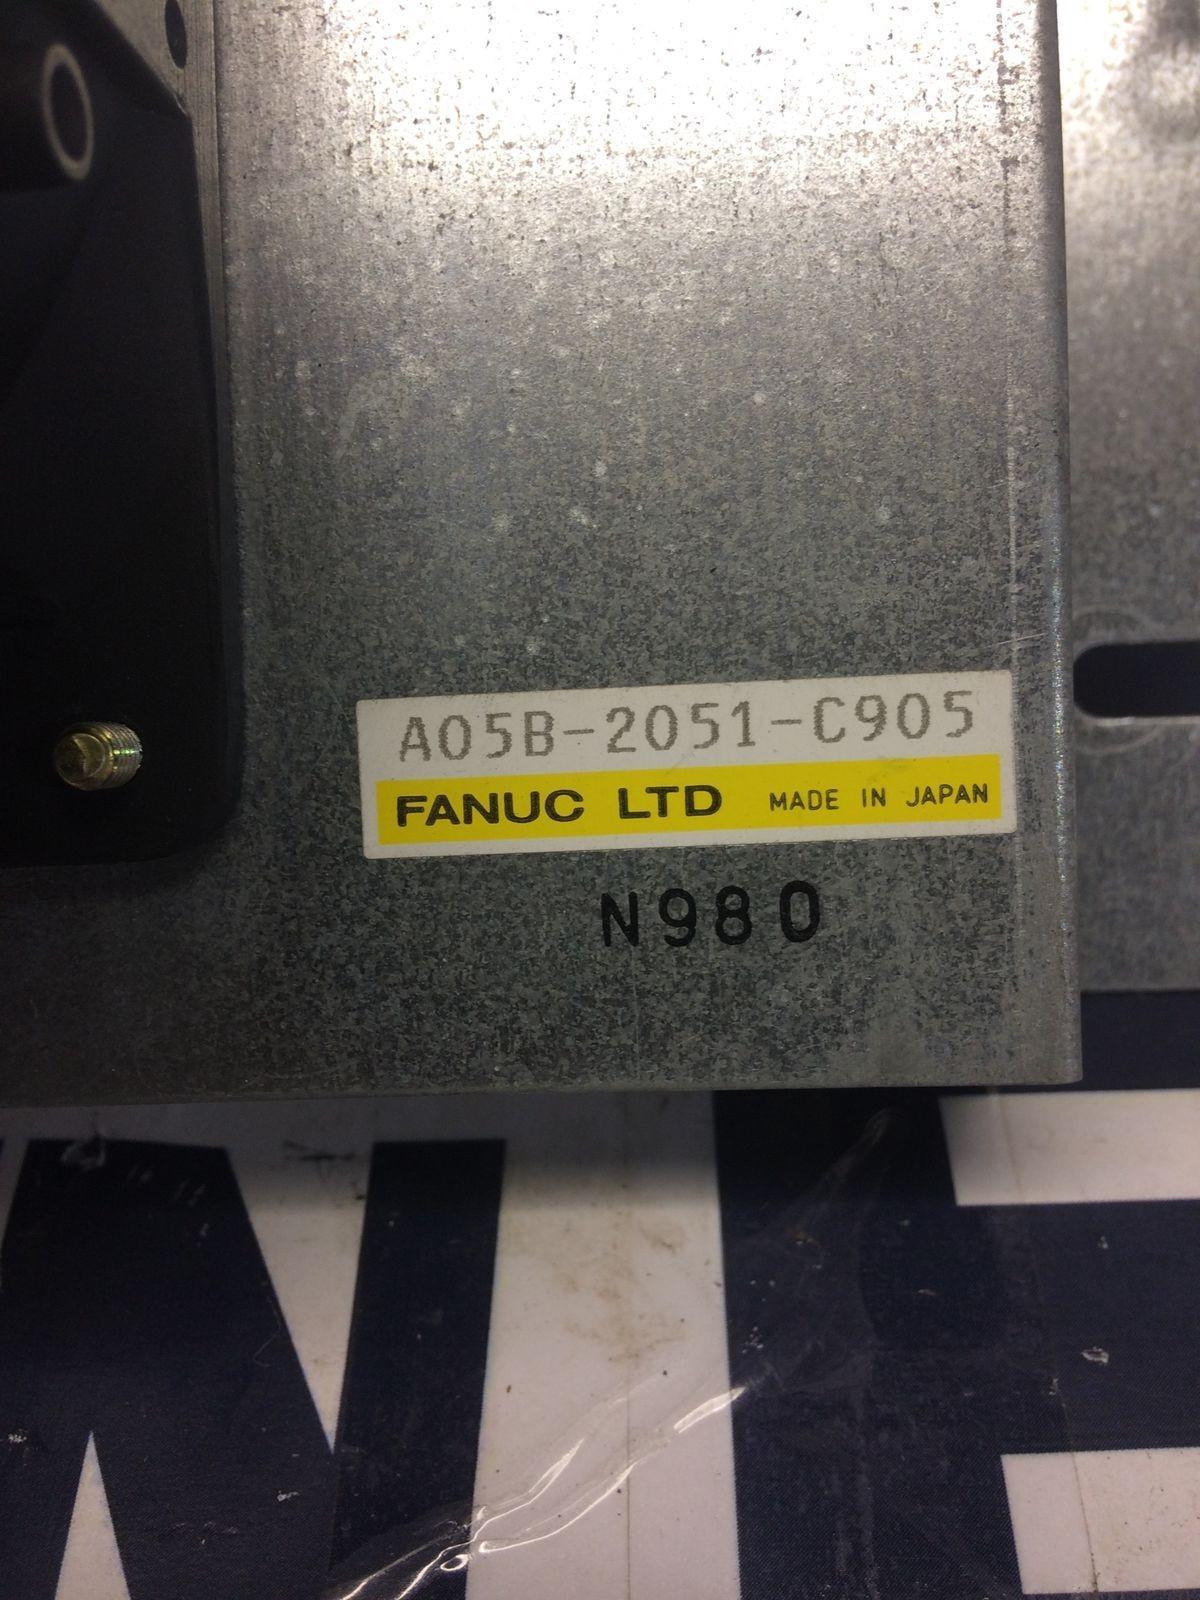 A05B-2051-C905
FANUC LTD MADE IN JAPAN
N980